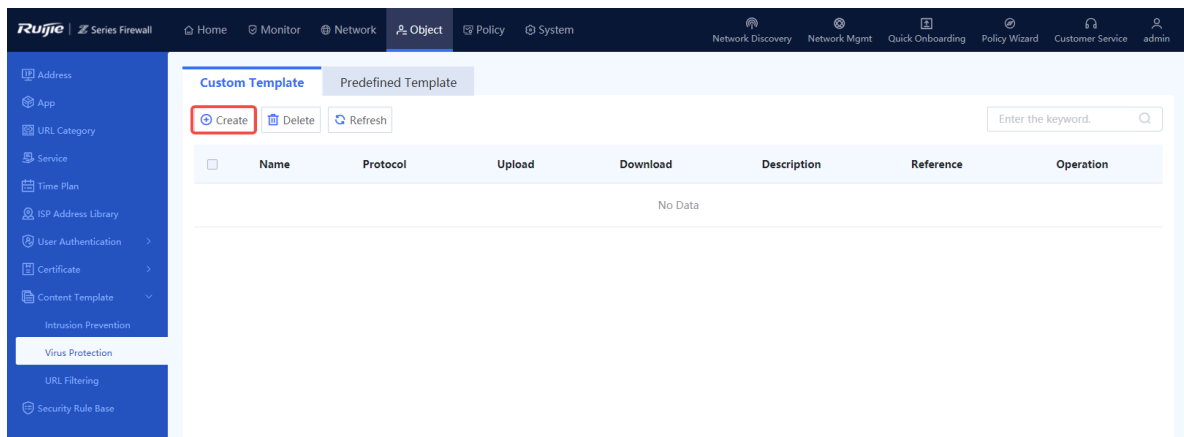 Ruijie | Z Series Firewall Home Monitor Network Object Policy System Network Discovery Network Mgmt Quick Onboarding Policy Wizard Customer Service admin
Address
App
URL Category
Service
Time Plan
ISP Address Library
User Authentication
Certificate
Content Template
Intrusion Prevention
Virus Protection
URL Filtering
Security Rule Base
Custom Template Predefined Template
Create Delete Refresh Enter the keyword.
Name Protocol Upload Download Description Reference Operation
No Data